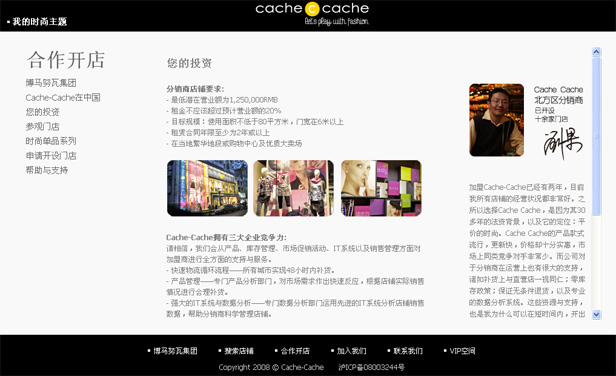 cache cache
let's play with fashion.
▪ 我的时尚主题
合作开店
博马努瓦集团
Cache-Cache在中国
您的投资
参观门店
时尚单品系列
申请开设门店
帮助与支持
您的投资
分销商店铺要求:
- 最低潜在营业额为1,250,000RMB
- 租金不应该超过预计营业额的20%
- 目标规模：使用面积不低于80平方米，门宽在6米以上
- 租赁合同年限至少为2年或以上
- 在当地繁华地段或购物中心及优质大卖场
Cache-Cache拥有三大企业竞争力:
请相信，我们会从产品、库存管理、市场促销活动、IT系统以及销售管理方面对
加盟商进行全方面的支持与服务。
- 快速物流循环流程——所有城市实现48小时内补货。
- 产品管理——专门产品分析部门，对市场需求作出快速反应，根据店铺实际销售
情况进行合理补货。
- 强大的IT系统与数据分析——专门数据分析部门运用先进的IT系统分析店铺销售
数据，帮助分销商科学管理店铺。
Cache Cache
北方区分销商
已开设
十余家门店
加盟Cache-Cache已经有两年，目前
我所有店铺的经营状况都非常好。之
所以选择Cache Cache，是因为其30
多年的法资背景，以及它的定位：平
价的时尚。Cache Cache的产品款式
流行，更新快，价格却十分实惠，市
场上同类竞争对手非常少。而公司对
于分销商在运营上也有很大的支持，
诸如补货上与直营店一视同仁；零库
存政策；保证无条件退货，以及专业
的数据分析系统。这些资源与支持，
也是我为什么可以在短时间内，开出
▪ 博马努瓦集团 ▪ 搜索店铺 ▪ 合作开店 ▪ 加入我们 ▪ 联系我们 ▪ VIP空间
Copyright 2008 © Cache-Cache 沪ICP备08003244号